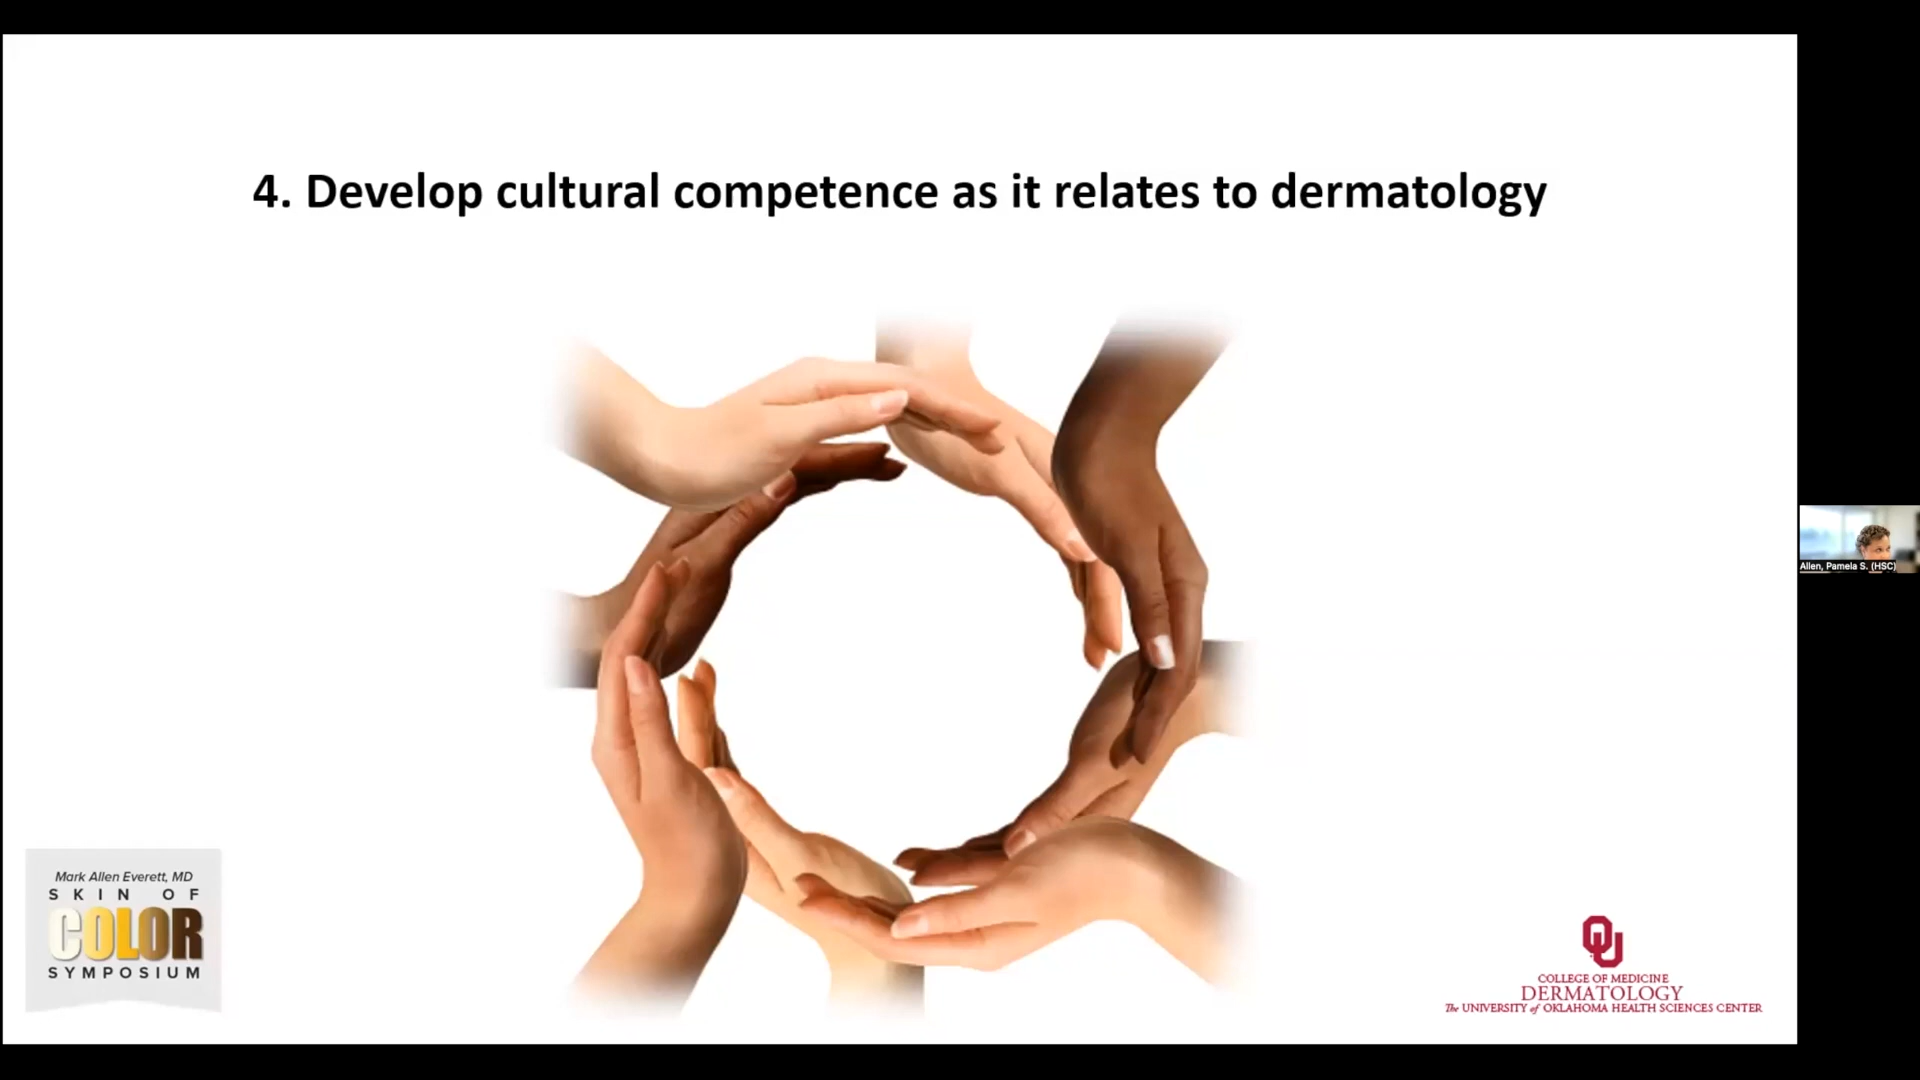 4. Develop cultural competence as it relates to dermatology
Allen, Pamela S. (HSC)
Mark Allen Everett, MD
SKIN OF
COLOR
SYMPOSIUM
OU
COLLEGE OF MEDICINE
DERMATOLOGY
The UNIVERSITY of OKLAHOMA HEALTH SCIENCES CENTER